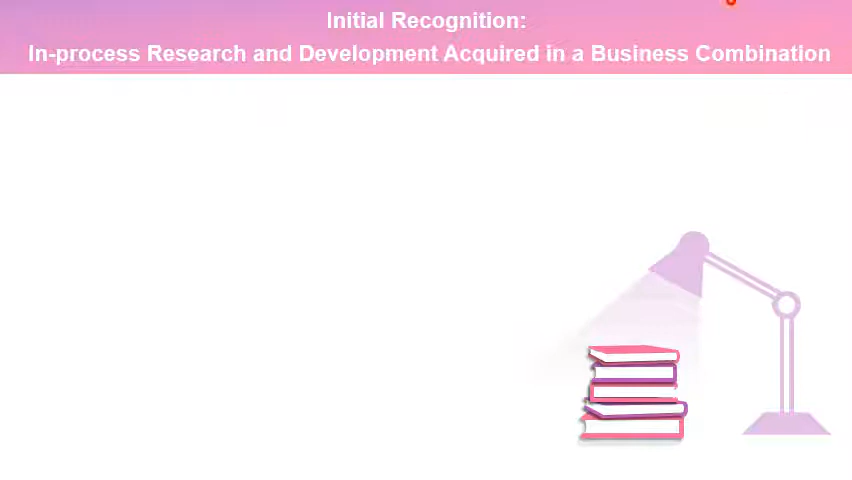 Initial Recognition:
In-process Research and Development Acquired in a Business Combination